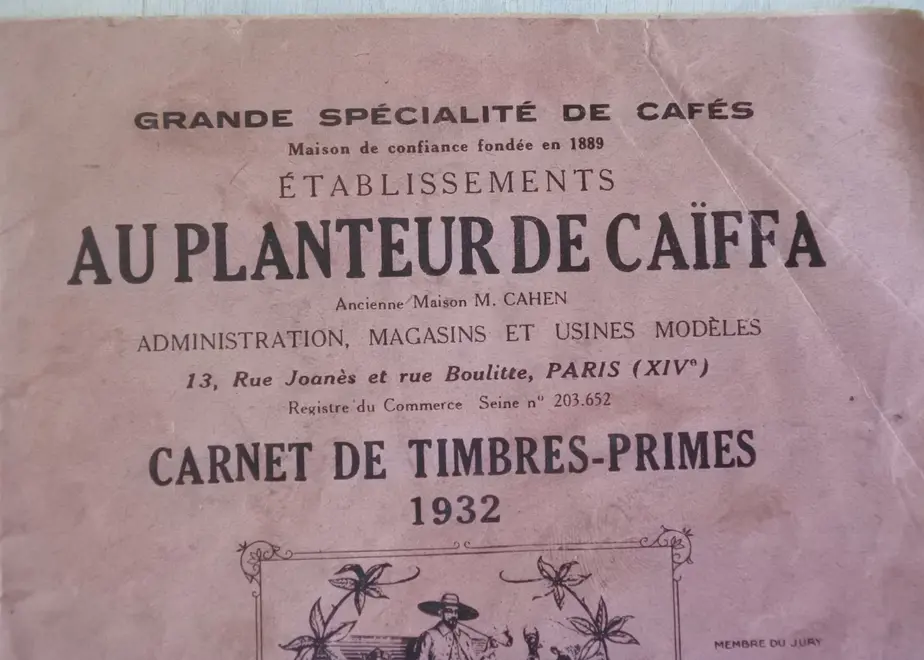 GRANDE SPÉCIALITÉ DE CAFÉS
Maison de confiance fondée en 1889
ÉTABLISSEMENTS
AU PLANTEUR DE CAÏFFA
Ancienne Maison M. CAHEN
ADMINISTRATION, MAGASINS ET USINES MODÈLES
13, Rue Joanès et rue Boulitte, PARIS (XIVᵉ)
Registre du Commerce Seine nº 203.652
CARNET DE TIMBRES-PRIMES
1932
MEMBRE DU JURY